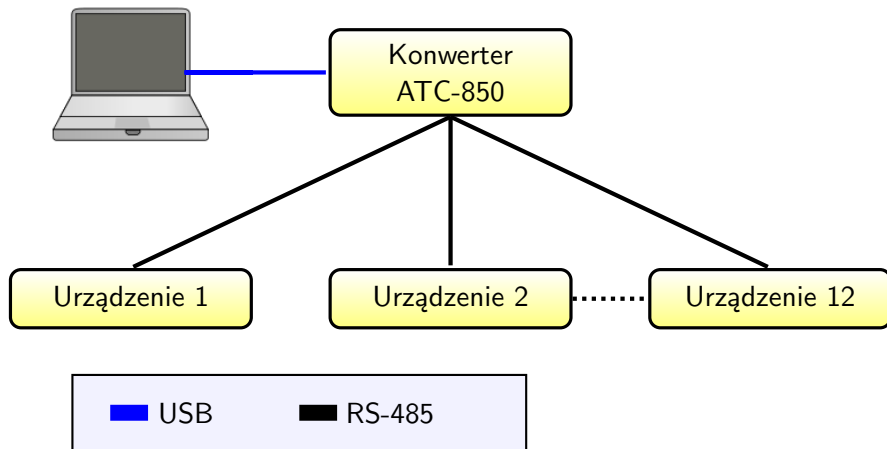 Konwerter
ATC-850
Urządzenie 1
Urządzenie 2
Urządzenie 12
USB
RS-485